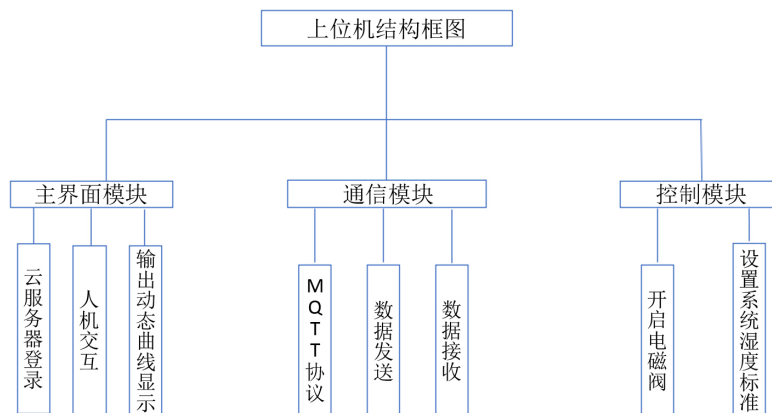 上位机结构框图
主界面模块
通信模块
控制模块
云服务器登录
人机交互
输出动态曲线显示
MQTT协议
数据发送
数据接收
开启电磁阀
设置系统湿度标准